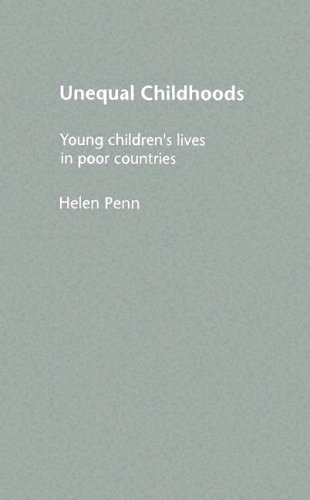 Unequal Childhoods
Young children's lives
in poor countries
Helen Penn